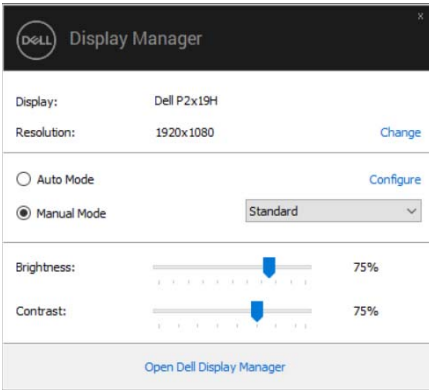 x
DELL Display Manager
Display: Dell P2x19H
Resolution: 1920x1080 Change
Auto Mode Configure
Manual Mode Standard
Brightness: 75%
Contrast: 75%
Open Dell Display Manager